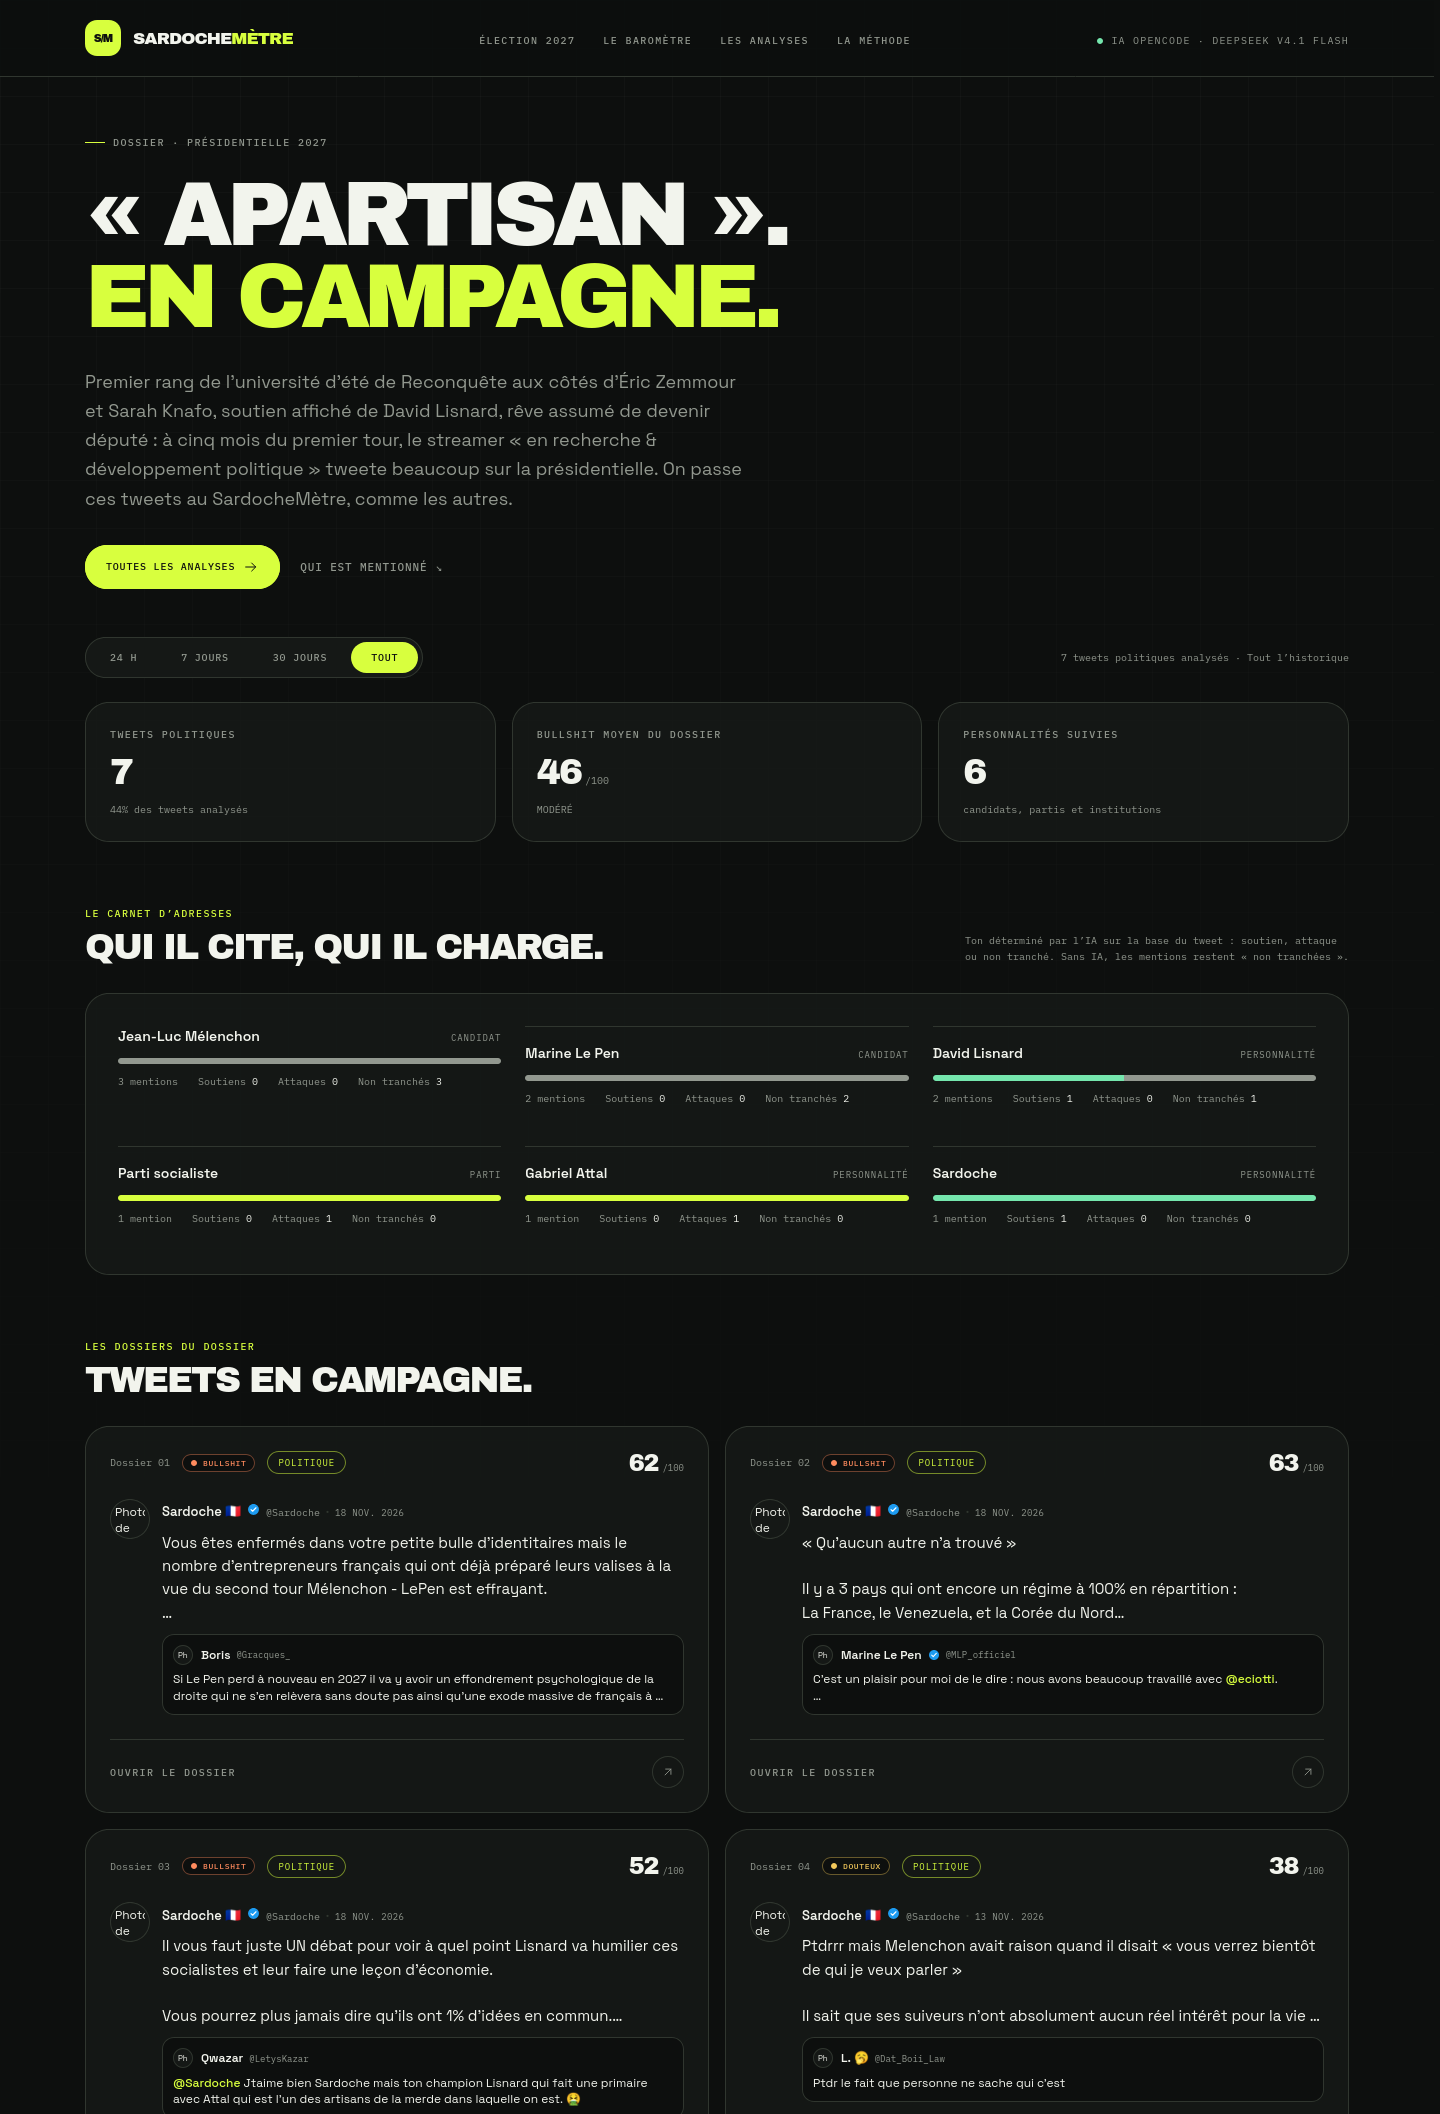 S/M SARDOCHEMÈTRE
ÉLECTION 2027 LE BAROMÈTRE LES ANALYSES LA MÉTHODE
IA OPENCODE · DEEPSEEK V4.1 FLASH
DOSSIER · PRÉSIDENTIELLE 2027
« APARTISAN ».
EN CAMPAGNE.
Premier rang de l’université d’été de Reconquête aux côtés d’Éric Zemmour
et Sarah Knafo, soutien affiché de David Lisnard, rêve assumé de devenir
député : à cinq mois du premier tour, le streamer « en recherche &
développement politique » tweete beaucoup sur la présidentielle. On passe
ces tweets au SardocheMètre, comme les autres.
TOUTES LES ANALYSES → QUI EST MENTIONNÉ ↘
24 H 7 JOURS 30 JOURS TOUT
7 tweets politiques analysés · Tout l’historique
TWEETS POLITIQUES
7
44% des tweets analysés
BULLSHIT MOYEN DU DOSSIER
46 /100
MODÉRÉ
PERSONNALITÉS SUIVIES
6
candidats, partis et institutions
LE CARNET D’ADRESSES
QUI IL CITE, QUI IL CHARGE.
Ton déterminé par l’IA sur la base du tweet : soutien, attaque
ou non tranché. Sans IA, les mentions restent « non tranchées ».
Jean-Luc Mélenchon CANDIDAT
3 mentions Soutiens 0 Attaques 0 Non tranchés 3
Marine Le Pen CANDIDAT
2 mentions Soutiens 0 Attaques 0 Non tranchés 2
David Lisnard PERSONNALITÉ
2 mentions Soutiens 1 Attaques 0 Non tranchés 1
Parti socialiste PARTI
1 mention Soutiens 0 Attaques 1 Non tranchés 0
Gabriel Attal PERSONNALITÉ
1 mention Soutiens 0 Attaques 1 Non tranchés 0
Sardoche PERSONNALITÉ
1 mention Soutiens 1 Attaques 0 Non tranchés 0
LES DOSSIERS DU DOSSIER
TWEETS EN CAMPAGNE.
Dossier 01 BULLSHIT POLITIQUE 62 /100
Photo
de
Sardoche 🇫🇷 @Sardoche · 18 NOV. 2026
Vous êtes enfermés dans votre petite bulle d’identitaires mais le
nombre d’entrepreneurs français qui ont déjà préparé leurs valises à la
vue du second tour Mélenchon - LePen est effrayant.
…
Ph Boris @Gracques_
Si Le Pen perd à nouveau en 2027 il va y avoir un effondrement psychologique de la
droite qui ne s’en relèvera sans doute pas ainsi qu’une exode massive de français à …
OUVRIR LE DOSSIER
Dossier 02 BULLSHIT POLITIQUE 63 /100
Photo
de
Sardoche 🇫🇷 @Sardoche · 18 NOV. 2026
« Qu’aucun autre n’a trouvé »
Il y a 3 pays qui ont encore un régime à 100% en répartition :
La France, le Venezuela, et la Corée du Nord…
Ph Marine Le Pen @MLP_officiel
C’est un plaisir pour moi de le dire : nous avons beaucoup travaillé avec @eciotti.
…
OUVRIR LE DOSSIER
Dossier 03 BULLSHIT POLITIQUE 52 /100
Photo
de
Sardoche 🇫🇷 @Sardoche · 18 NOV. 2026
Il vous faut juste UN débat pour voir à quel point Lisnard va humilier ces
socialistes et leur faire une leçon d’économie.
Vous pourrez plus jamais dire qu’ils ont 1% d’idées en commun.…
Ph Qwazar @LetysKazar
@Sardoche Jtaime bien Sardoche mais ton champion Lisnard qui fait une primaire
avec Attal qui est l’un des artisans de la merde dans laquelle on est. 🤮
Dossier 04 DOUTEUX POLITIQUE 38 /100
Photo
de
Sardoche 🇫🇷 @Sardoche · 13 NOV. 2026
Ptdrrr mais Melenchon avait raison quand il disait « vous verrez bientôt
de qui je veux parler »
Il sait que ses suiveurs n’ont absolument aucun réel intérêt pour la vie …
Ph L. 🥱 @Dat_Boii_Law
Ptdr le fait que personne ne sache qui c’est